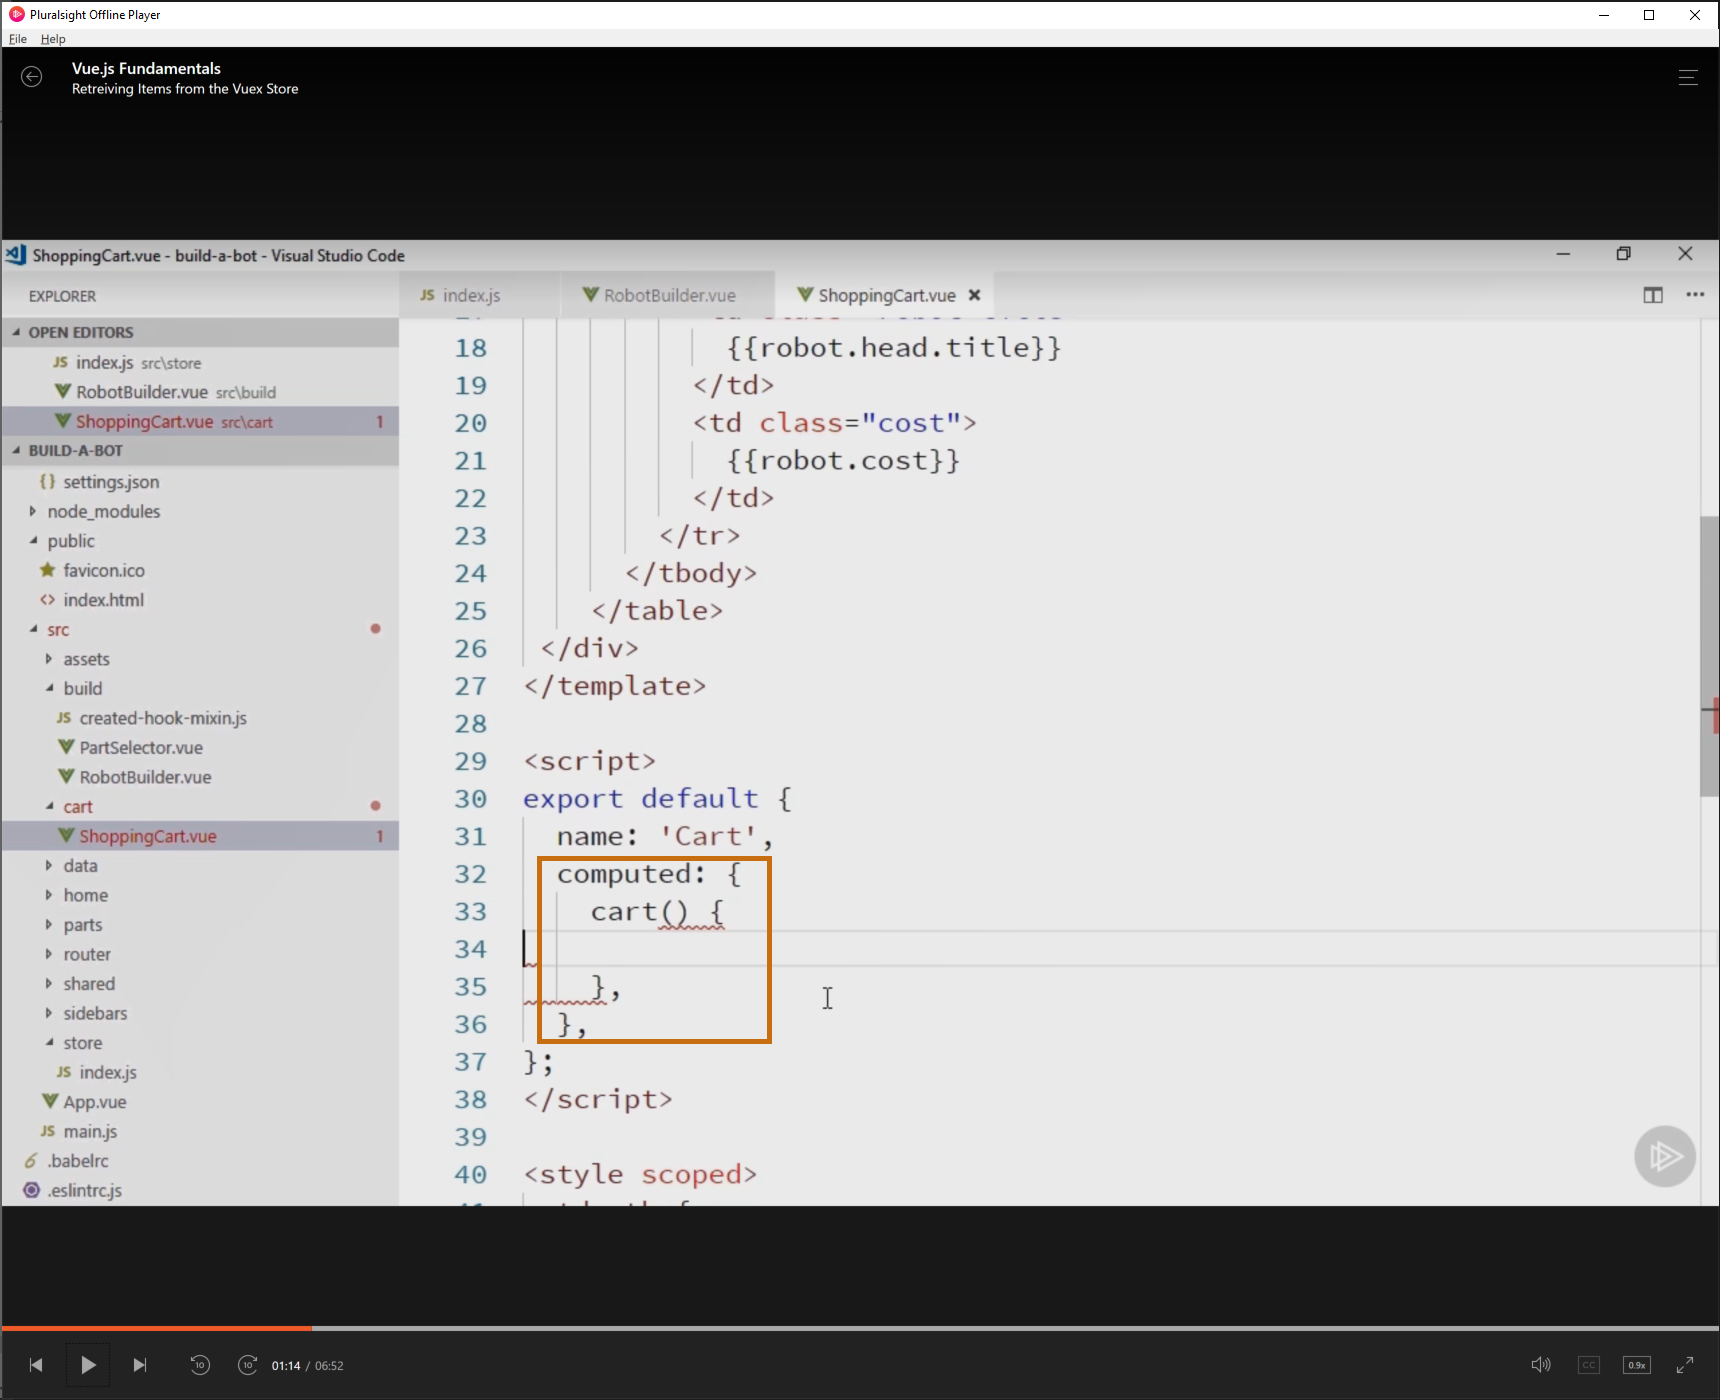 Pluralsight Offline Player
File Help
Vue.js Fundamentals
Retreiving Items from the Vuex Store
ShoppingCart.vue - build-a-bot - Visual Studio Code
EXPLORER
JS index.js
RobotBuilder.vue
ShoppingCart.vue
OPEN EDITORS
JS index.js src\store
RobotBuilder.vue src\build
ShoppingCart.vue src\cart 1
BUILD-A-BOT
{} settings.json
node_modules
public
favicon.ico
<> index.html
src
assets
build
JS created-hook-mixin.js
PartSelector.vue
RobotBuilder.vue
cart
ShoppingCart.vue 1
data
home
parts
router
shared
sidebars
store
JS index.js
App.vue
JS main.js
.babelrc
.eslintrc.js
18 {{robot.head.title}}
19 </td>
20 <td class="cost">
21 {{robot.cost}}
22 </td>
23 </tr>
24 </tbody>
25 </table>
26 </div>
27 </template>
28
29 <script>
30 export default {
31 name: 'Cart',
32 computed: {
33 cart() {
34
35 },
36 },
37 };
38 </script>
39
40 <style scoped>
10
10
01:14 / 06:52
CC
0.9x